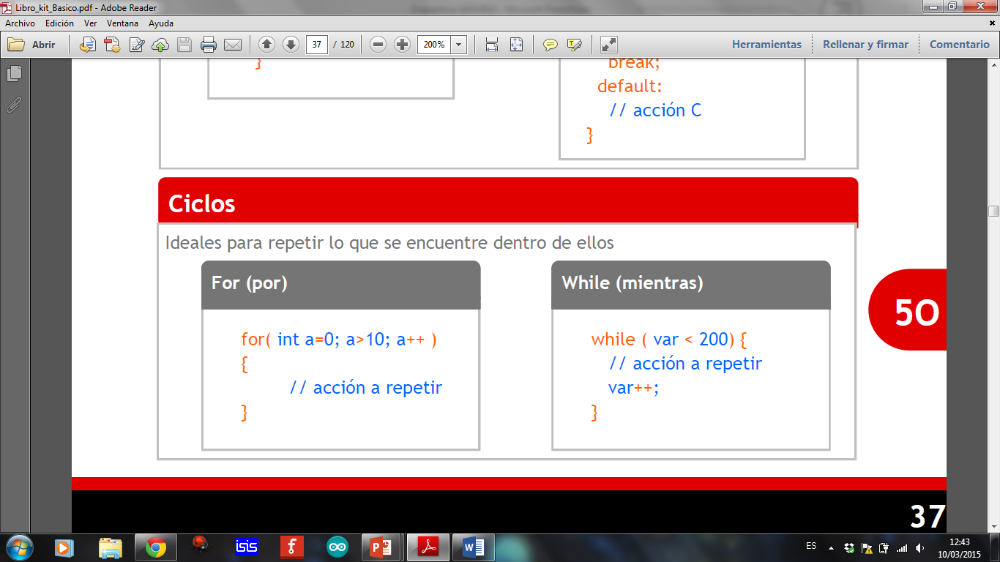 Libro_kit_Basico.pdf - Adobe Reader
Archivo Edición Ver Ventana Ayuda
Abrir 37 / 120 200% Herramientas Rellenar y firmar Comentario
}
break;
default:
// acción C
}
Ciclos
Ideales para repetir lo que se encuentre dentro de ellos
For (por)
for( int a=0; a>10; a++ )
{
// acción a repetir
}
While (mientras)
while ( var < 200) {
// acción a repetir
var++;
}
50
37
isis
ES
12:43
10/03/2015